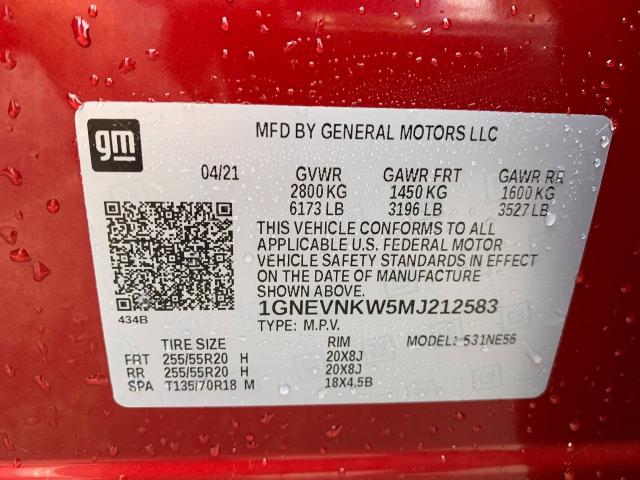 gm
MFD BY GENERAL MOTORS LLC
04/21 GVWR GAWR FRT GAWR RR
2800 KG 1450 KG 1600 KG
6173 LB 3196 LB 3527 LB
THIS VEHICLE CONFORMS TO ALL
APPLICABLE U.S. FEDERAL MOTOR
VEHICLE SAFETY STANDARDS IN EFFECT
ON THE DATE OF MANUFACTURE
SHOWN ABOVE.
434B
1GNEVNKW5MJ212583
TYPE: M.P.V. MODEL: 531NE56
TIRE SIZE RIM
FRT 255/55R20 H 20X8J
RR 255/55R20 H 20X8J
SPA T135/70R18 M 18X4.5B